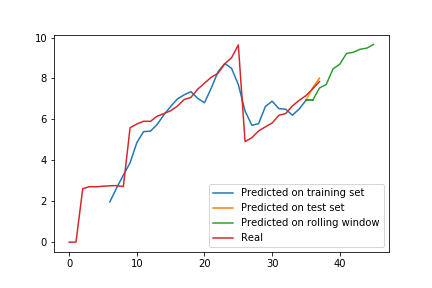 10
8
6
4
2
0
0 10 20 30 40
Predicted on training set
Predicted on test set
Predicted on rolling window
Real